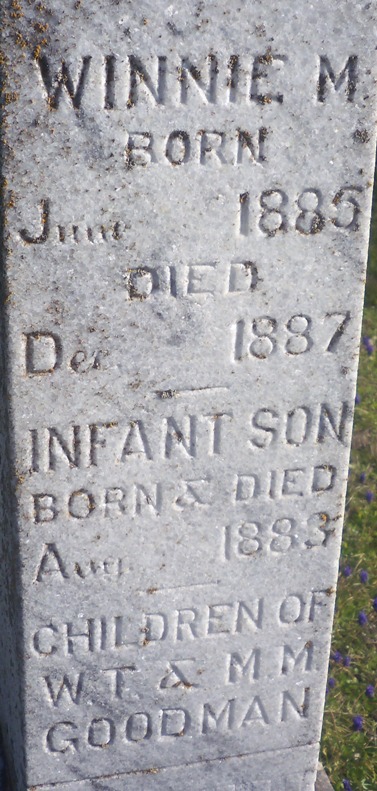 WINNIE M
BORN
June 1885
DIED
Dec. 1887
INFANT SON
BORN & DIED
Aug. 1883
CHILDREN OF
W.T. & M.M.
GOODMAN